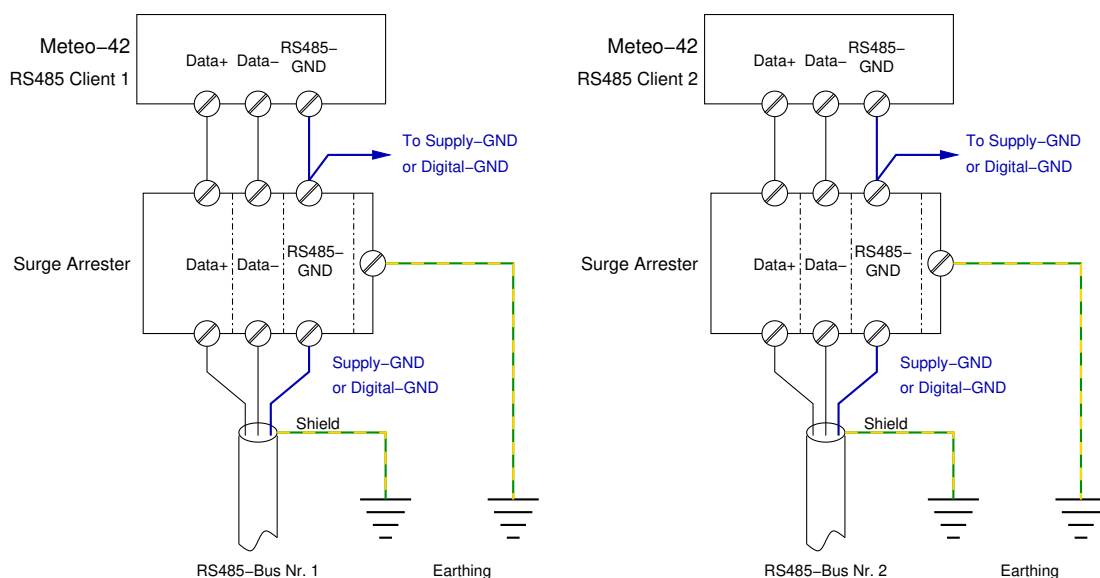 Meteo−42
RS485 Client 1
Data+ Data− RS485−
GND
To Supply−GND
or Digital−GND
Surge Arrester
Data+ Data− RS485−
GND
Supply−GND
or Digital−GND
Shield
RS485−Bus Nr. 1
Earthing
Meteo−42
RS485 Client 2
Data+ Data− RS485−
GND
To Supply−GND
or Digital−GND
Surge Arrester
Data+ Data− RS485−
GND
Supply−GND
or Digital−GND
Shield
RS485−Bus Nr. 2
Earthing